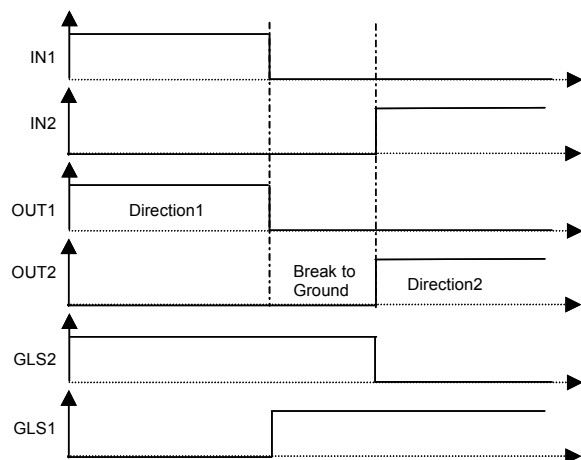 IN1
IN2
OUT1
Direction1
OUT2
Break to
Ground
Direction2
GLS2
GLS1